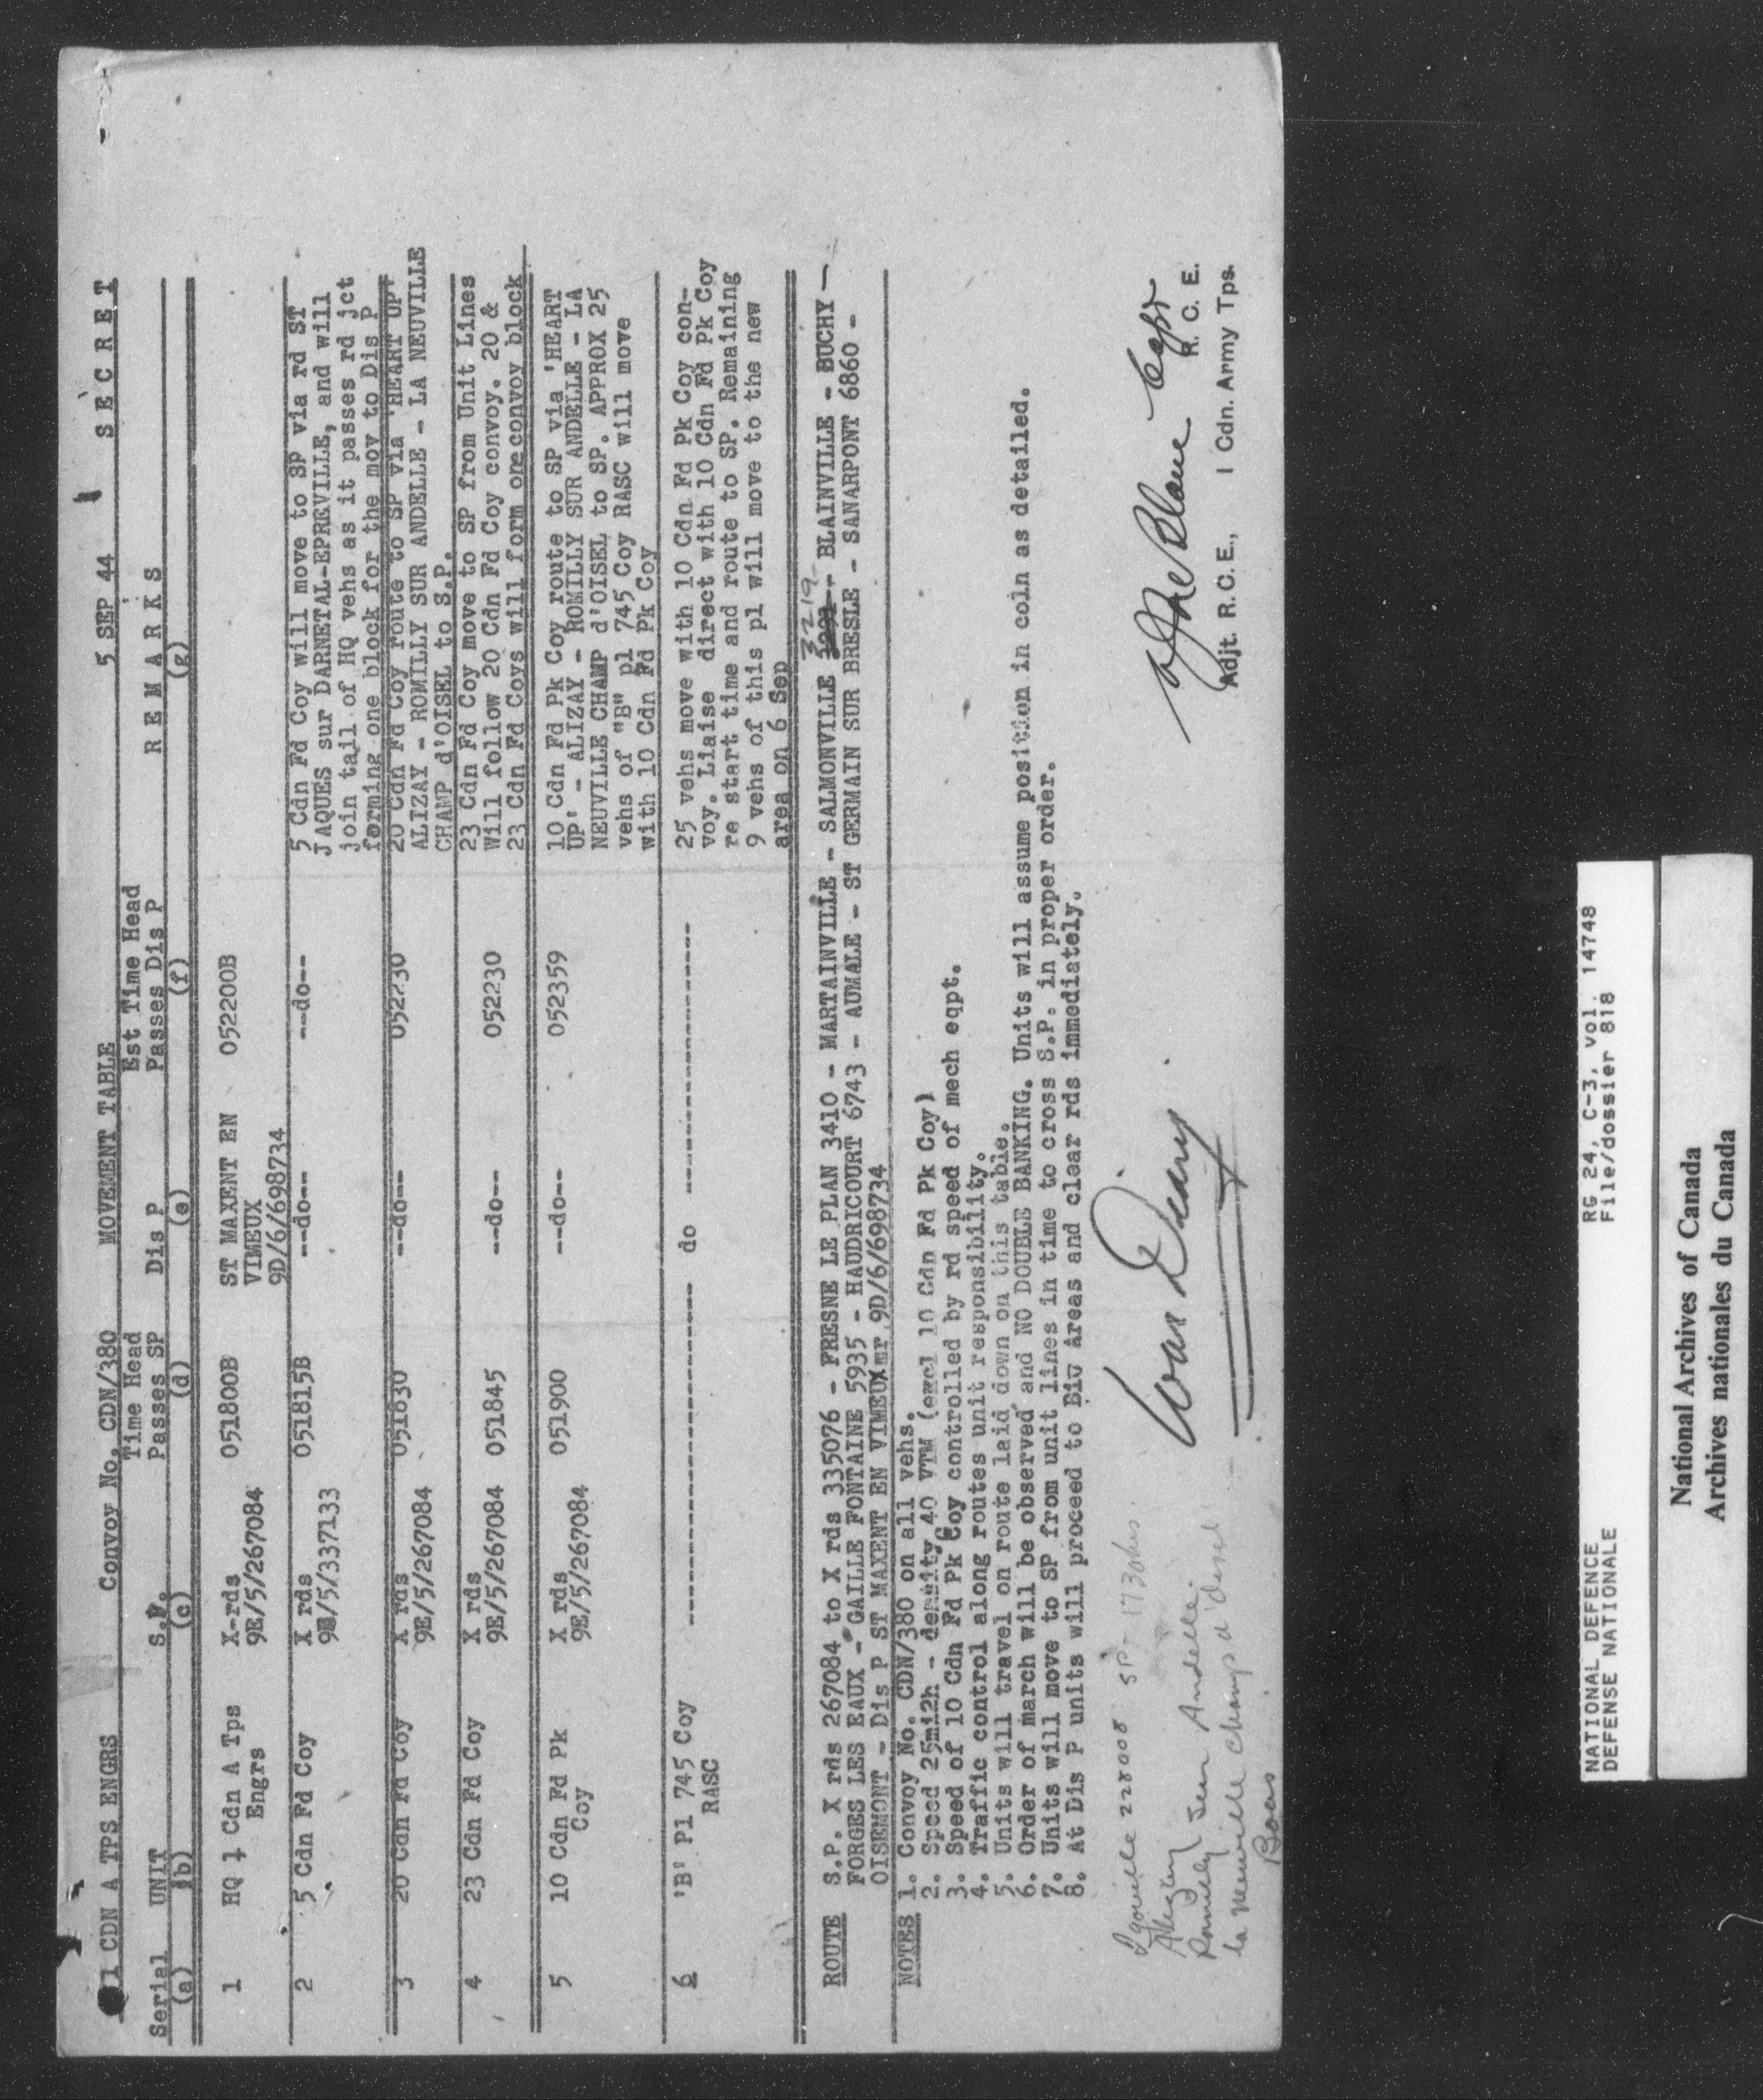 1 CDN A TPS ENGRS Convoy No. CDN/380 MOVEMENT TABLE 5 SEP 44 S E C R E T
Serial UNIT S.P. Time Head Passes SP Dis P Est Time Head Passes Dis P R E M A R K S
(a) (b) (c) (d) (e) (f) (g)
1 HQ 1 Cdn A Tps X-rds 051800B ST MAXENT EN 052200B
Engrs 9E/5/267084 VIMEUX
9D/6/698734
2 5 Cdn Fd Coy X rds 051815B --do-- --do-- 5 Cdn Fd Coy will move to SP via rd ST
9E/5/337133 JAQUES sur DARNETAL-EPREVILLE, and will
join tail of HQ vehs as it passes rd jct
forming one block for the mov to Dis P
3 20 Cdn Fd Coy X rds 051830 --do-- 052230 20 Cdn Fd Coy route to SP via 'HEART UP'
9E/5/267084 ALIZAY - ROMILLY SUR ANDELLE - LA NEUVILLE
CHAMP d'OISEL to S.P.
4 23 Cdn Fd Coy X rds 051845 --do-- 052230 23 Cdn Fd Coy move to SP from Unit Lines
9E/5/267084 Will follow 20 Cdn Fd Coy convoy. 20 &
23 Cdn Fd Coys will form one convoy block
5 10 Cdn Fd Pk X rds 051900 --do-- 052359 10 Cdn Fd Pk Coy route to SP via 'HEART
Coy 9E/5/267084 UP' - ALIZAY - ROMILLY SUR ANDELLE - LA
NEUVILLE CHAMP d'OISEL to SP. APPROX 25
vehs of "B" pl 745 Coy RASC will move
with 10 Cdn Fd Pk Coy
6 'B' Pl 745 Coy ---------------------- do ---------------------- 25 vehs move with 10 Cdn Fd Pk Coy con-
RASC voy. Liaise direct with 10 Cdn Fd Pk Coy
re start time and route to SP. Remaining
9 vehs of this pl will move to the new
area on 6 Sep
3219
ROUTE S.P. X rds 267084 to X rds 335076 - FRESNE LE PLAN 3410 - MARTAINVILLE - SALMONVILLE - BLAINVILLE - BUCHY -
FORGES LES EAUX - GAILLE FONTAINE 5935 - HAUDRICOURT 6743 - AUMALE - ST GERMAIN SUR BRESLE - SANARPONT 6860 -
OISEMONT - Dis P ST MAXENT EN VIMEUX mr 9D/6/698734
NOTES 1. Convoy No. CDN/380 on all vehs.
2. Speed 25mi2h - density 40 VTM (excl 10 Cdn Fd Pk Coy)
3. Speed of 10 Cdn Fd Pk Coy controlled by rd speed of mech eqpt.
4. Traffic control along routes unit responsibility.
5. Units will travel on route laid down on this table.
6. Order of march will be observed and NO DOUBLE BANKING. Units will assume position in coln as detailed.
7. Units will move to SP from unit lines in time to cross S.P. in proper order.
8. At Dis P units will proceed to Biv Areas and clear rds immediately.
Igoville 228008 SP - 1730hrs.
Romilly Andelle
la Neuville Champ d'Oisel
Boos
War Diary
Capt
R. C. E.
Adjt. R.C.E., 1 Cdn. Army Tps.
NATIONAL DEFENCE RG 24, C-3, vol. 14748
DEFENSE NATIONALE File/dossier 818
National Archives of Canada
Archives nationales du Canada